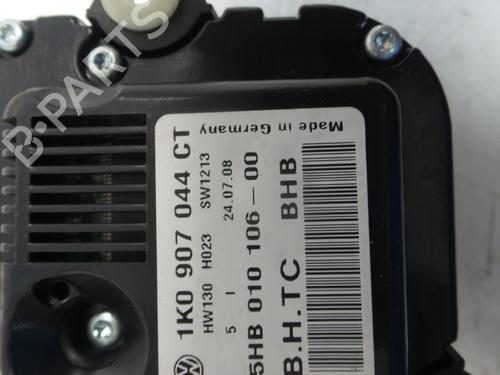 Made in Germany
1K0 907 044 CT
HW130 H023 SW1213
5 I 24.07.08
5HB 010 106-00
B.H.TC BHB
B-PARTS